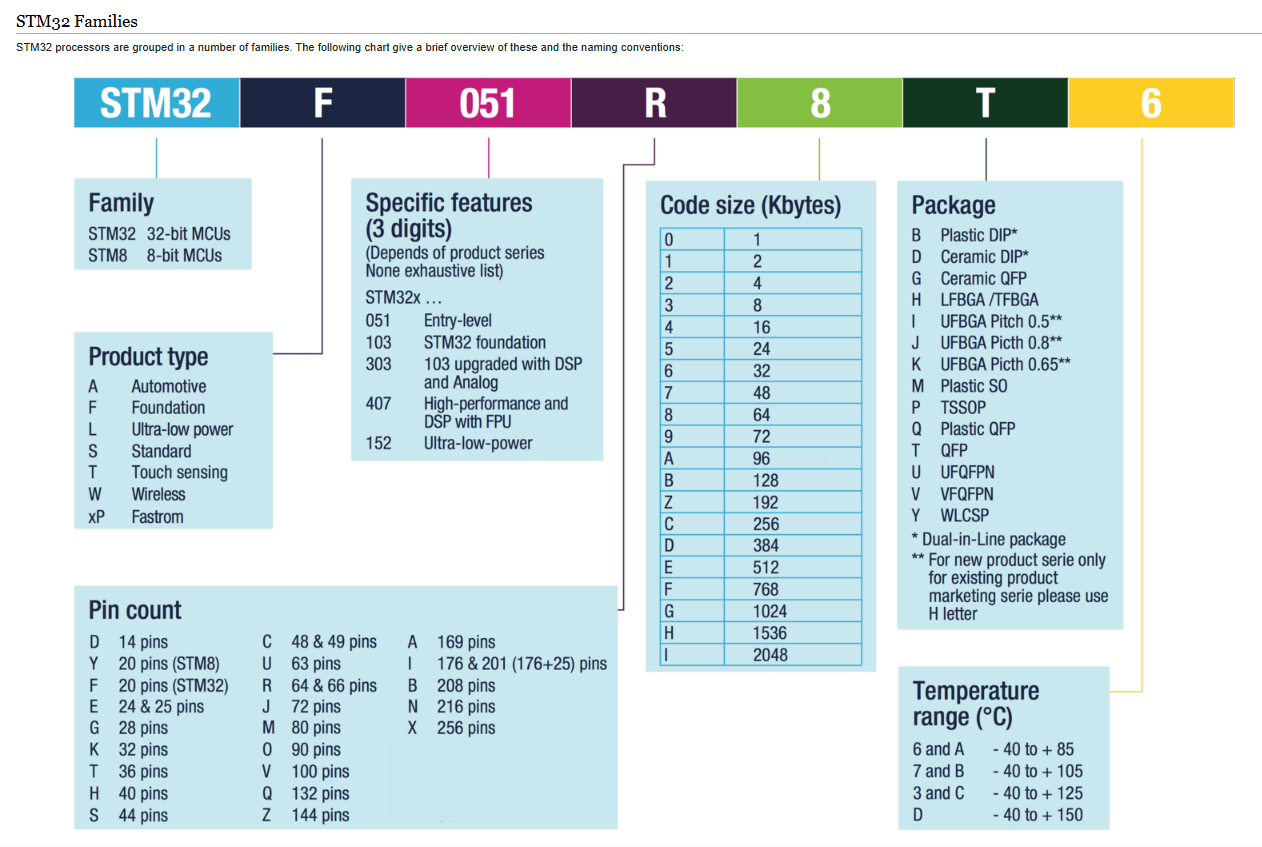 STM32 Families
STM32 processors are grouped in a number of families. The following chart give a brief overview of these and the naming conventions:
STM32 F 051 R 8 T 6
Family
STM32 32-bit MCUs
STM8 8-bit MCUs
Product type
A Automotive
F Foundation
L Ultra-low power
S Standard
T Touch sensing
W Wireless
xP Fastrom
Specific features
(3 digits)
(Depends of product series
None exhaustive list)
STM32x ...
051 Entry-level
103 STM32 foundation
303 103 upgraded with DSP
and Analog
407 High-performance and
DSP with FPU
152 Ultra-low-power
Pin count
D 14 pins
Y 20 pins (STM8)
F 20 pins (STM32)
E 24 & 25 pins
G 28 pins
K 32 pins
T 36 pins
H 40 pins
S 44 pins
C 48 & 49 pins
U 63 pins
R 64 & 66 pins
J 72 pins
M 80 pins
O 90 pins
V 100 pins
Q 132 pins
Z 144 pins
A 169 pins
I 176 & 201 (176+25) pins
B 208 pins
N 216 pins
X 256 pins
Code size (Kbytes)
0 1
1 2
2 4
3 8
4 16
5 24
6 32
7 48
8 64
9 72
A 96
B 128
Z 192
C 256
D 384
E 512
F 768
G 1024
H 1536
I 2048
Package
B Plastic DIP*
D Ceramic DIP*
G Ceramic QFP
H LFBGA /TFBGA
I UFBGA Pitch 0.5**
J UFBGA Picth 0.8**
K UFBGA Picth 0.65**
M Plastic SO
P TSSOP
Q Plastic QFP
T QFP
U UFQFPN
V VFQFPN
Y WLCSP
* Dual-in-Line package
** For new product serie only
for existing product
marketing serie please use
H letter
Temperature
range (°C)
6 and A - 40 to + 85
7 and B - 40 to + 105
3 and C - 40 to + 125
D - 40 to + 150